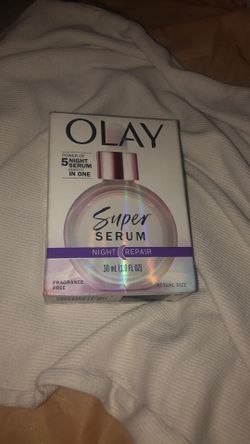 OLAY
POWER OF
5 NIGHT
SERUM
BENEFITS
IN ONE
Super
SERUM
NIGHT REPAIR
30 mL (1.0 FL OZ)
FRAGRANCE
FREE
ACTUAL SIZE